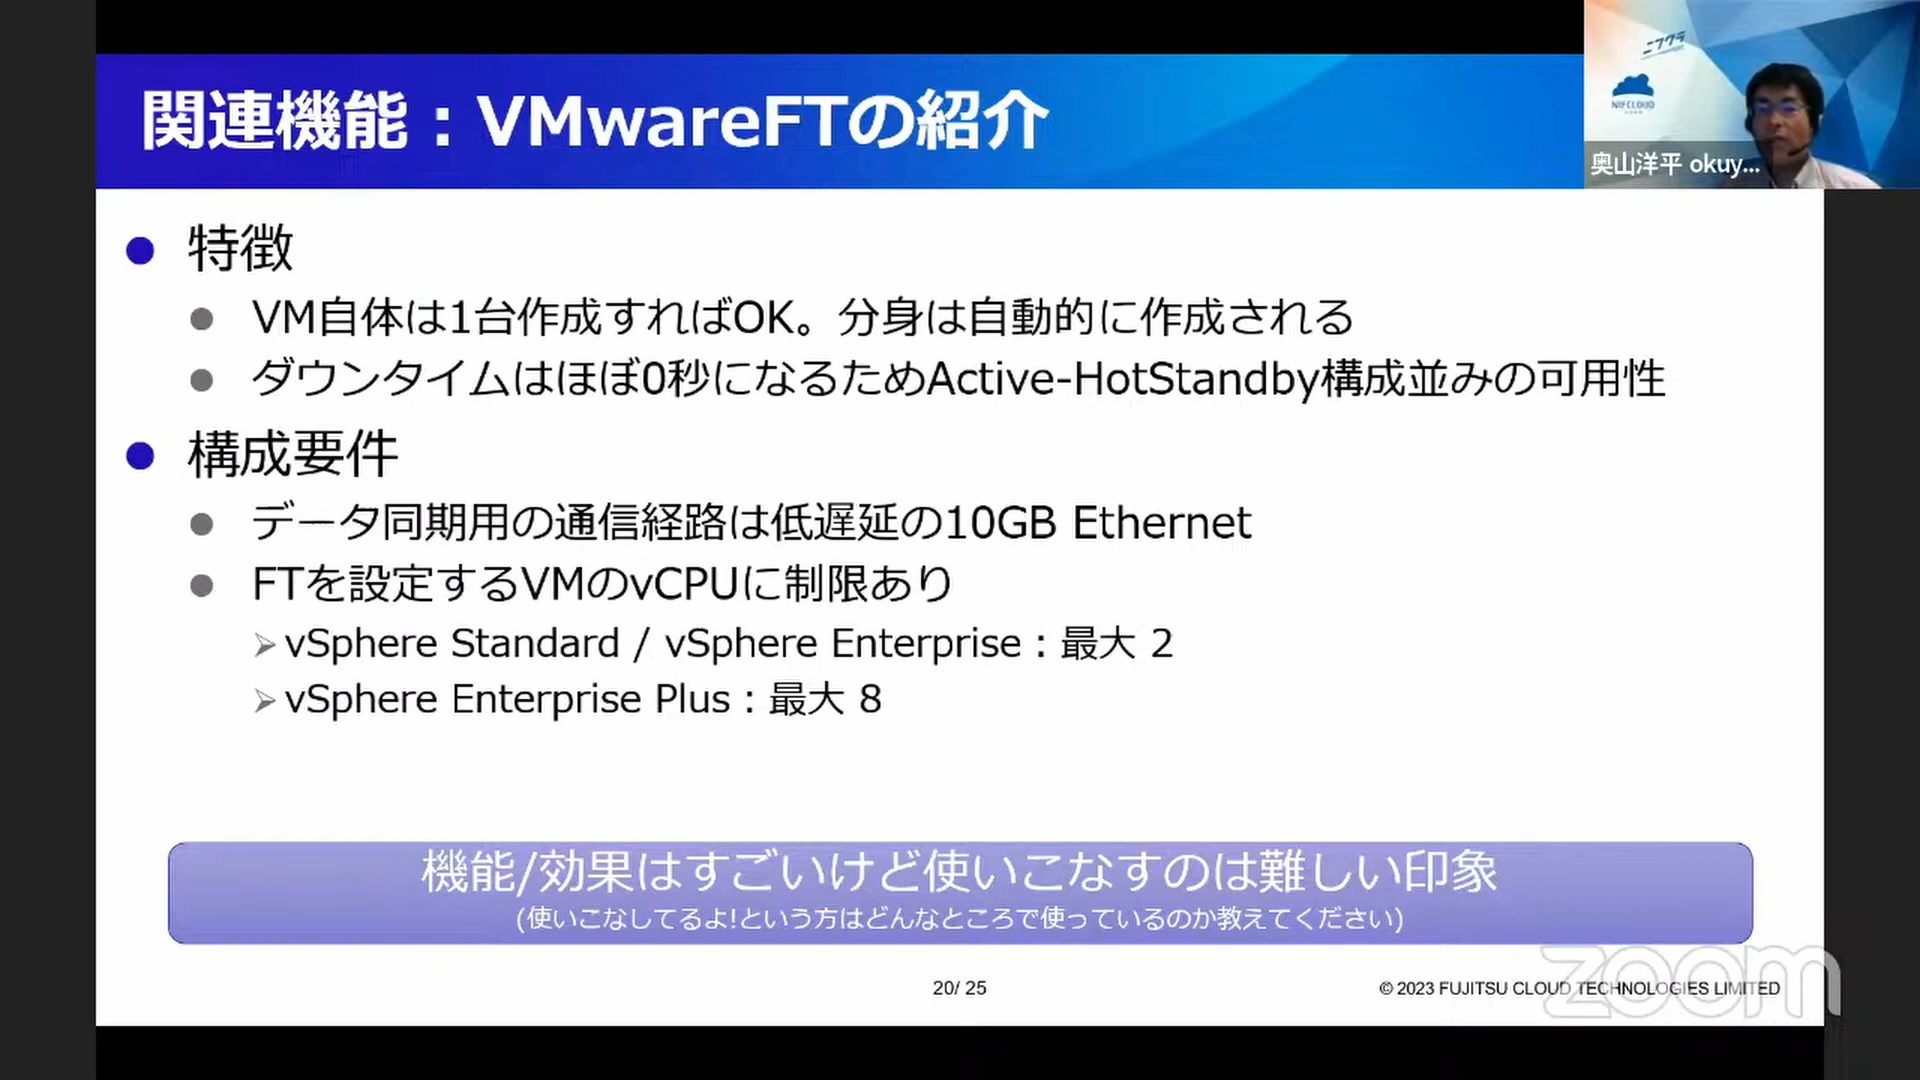 関連機能：VMwareFTの紹介
ニフクラ
NIFCLOUD
奥山洋平 okuy...
特徴
VM自体は1台作成すればOK。分身は自動的に作成される
ダウンタイムはほぼ0秒になるためActive-HotStandby構成並みの可用性
構成要件
データ同期用の通信経路は低遅延の10GB Ethernet
FTを設定するVMのvCPUに制限あり
vSphere Standard / vSphere Enterprise：最大 2
vSphere Enterprise Plus：最大 8
機能/効果はすごいけど使いこなすのは難しい印象
(使いこなしてるよ!という方はどんなところで使っているのか教えてください)
20/ 25
© 2023 FUJITSU CLOUD TECHNOLOGIES LIMITED
zoom